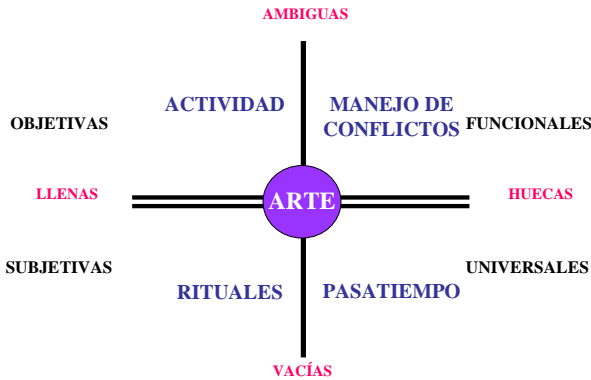 AMBIGUAS
ACTIVIDAD
MANEJO DE
CONFLICTOS
OBJETIVAS
FUNCIONALES
LLENAS
ARTE
HUECAS
SUBJETIVAS
UNIVERSALES
RITUALES
PASATIEMPO
VACÍAS